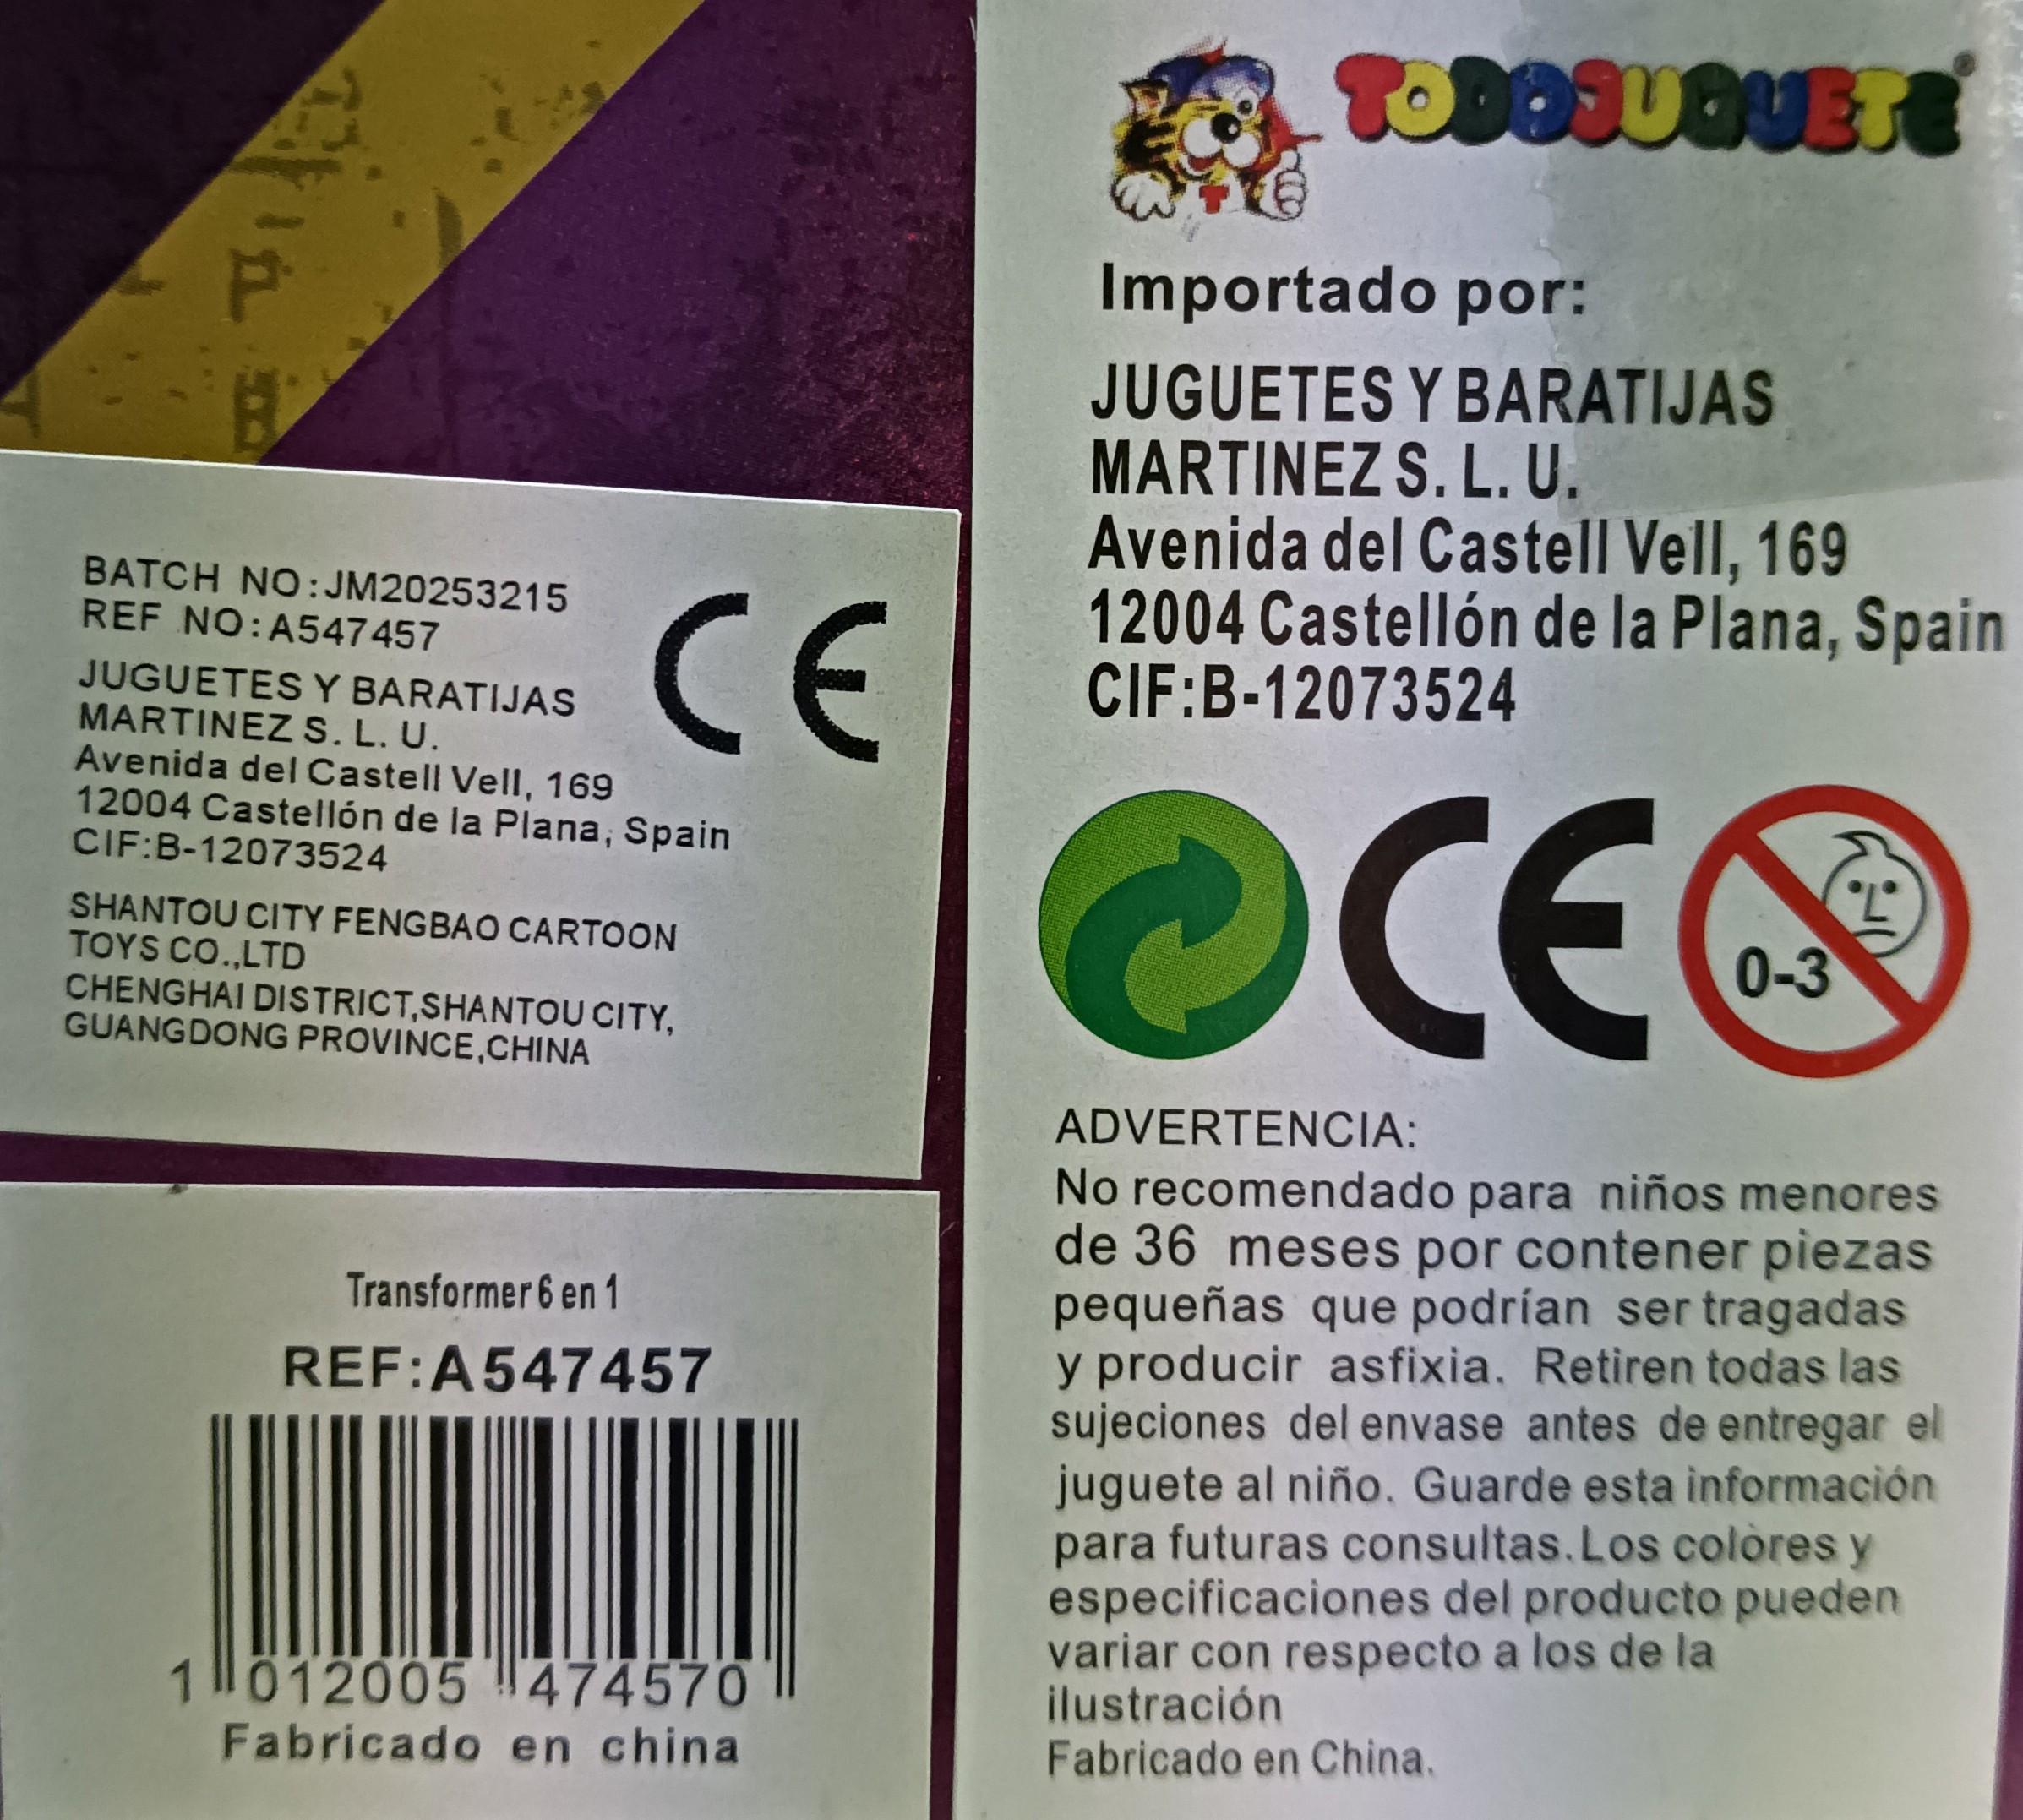 TODOJUGUETE®
Importado por:
JUGUETES Y BARATIJAS
MARTINEZ S. L. U.
Avenida del Castell Vell, 169
12004 Castellón de la Plana, Spain
CIF:B-12073524
CE
0-3
ADVERTENCIA:
No recomendado para niños menores
de 36 meses por contener piezas
pequeñas que podrían ser tragadas
y producir asfixia. Retiren todas las
sujeciones del envase antes de entregar el
juguete al niño. Guarde esta información
para futuras consultas. Los colores y
especificaciones del producto pueden
variar con respecto a los de la
ilustración
Fabricado en China.
BATCH NO:JM20253215
REF NO:A547457
CE
JUGUETES Y BARATIJAS
MARTINEZ S. L. U.
Avenida del Castell Vell, 169
12004 Castellón de la Plana, Spain
CIF:B-12073524
SHANTOU CITY FENGBAO CARTOON
TOYS CO.,LTD
CHENGHAI DISTRICT,SHANTOU CITY,
GUANGDONG PROVINCE,CHINA
Transformer 6 en 1
REF:A547457
1 012005 474570
Fabricado en china